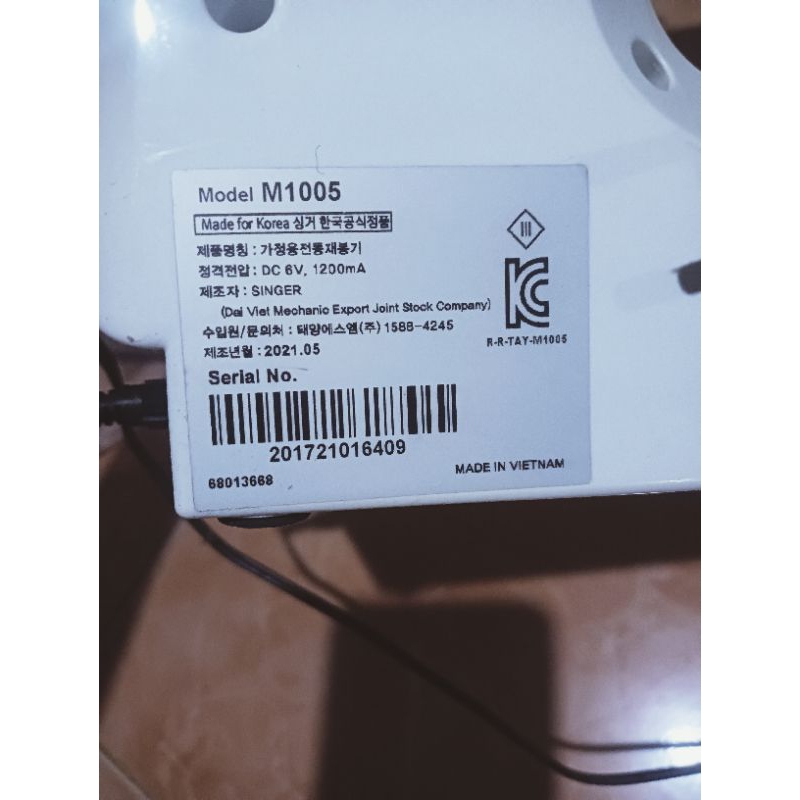 Model M1005
Made for Korea 싱거 한국공식정품
제품명칭 : 가정용전동재봉기
정격전압 : DC 6V, 1200mA
제조자 : SINGER
(Dai Viet Mechanic Export Joint Stock Company)
수입원/문의처 : 태양에스엠(주) 1588-4245
제조년월 : 2021.05
III
R-R-TAY-M1005
Serial No.
201721016409
68013668
MADE IN VIETNAM